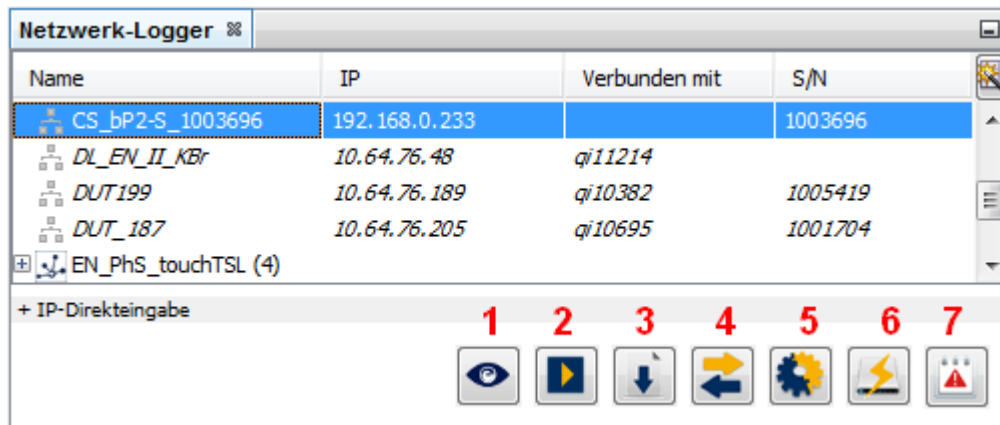 Netzwerk-Logger
Name IP Verbunden mit S/N
CS_bP2-S_1003696 192.168.0.233 1003696
DL_EN_II_KBr 10.64.76.48 qi11214
DUT199 10.64.76.189 qi10382 1005419
DUT_187 10.64.76.205 qi10695 1001704
EN_PhS_touchTSL (4)
+ IP-Direkteingabe
1 2 3 4 5 6 7